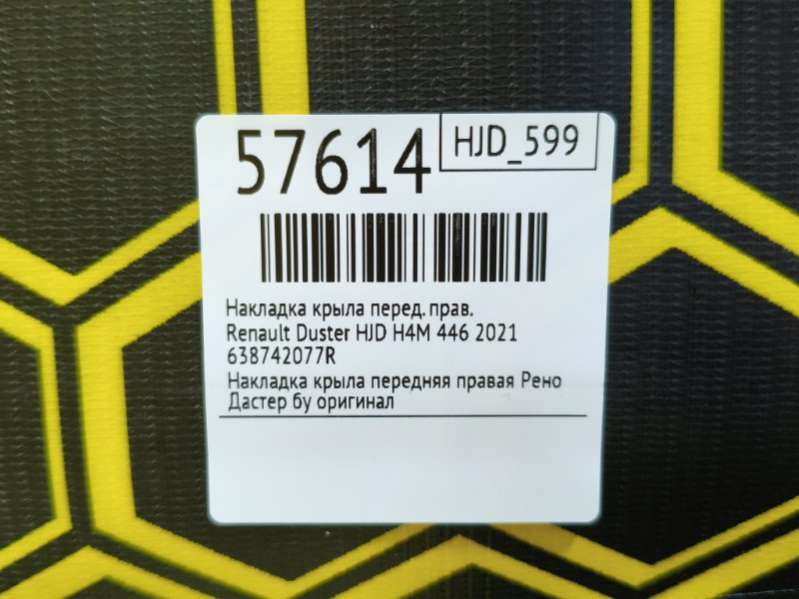 57614
HJD_599
Накладка крыла перед. прав.
Renault Duster HJD H4M 446 2021
638742077R
Накладка крыла передняя правая Рено
Дастер бу оригинал